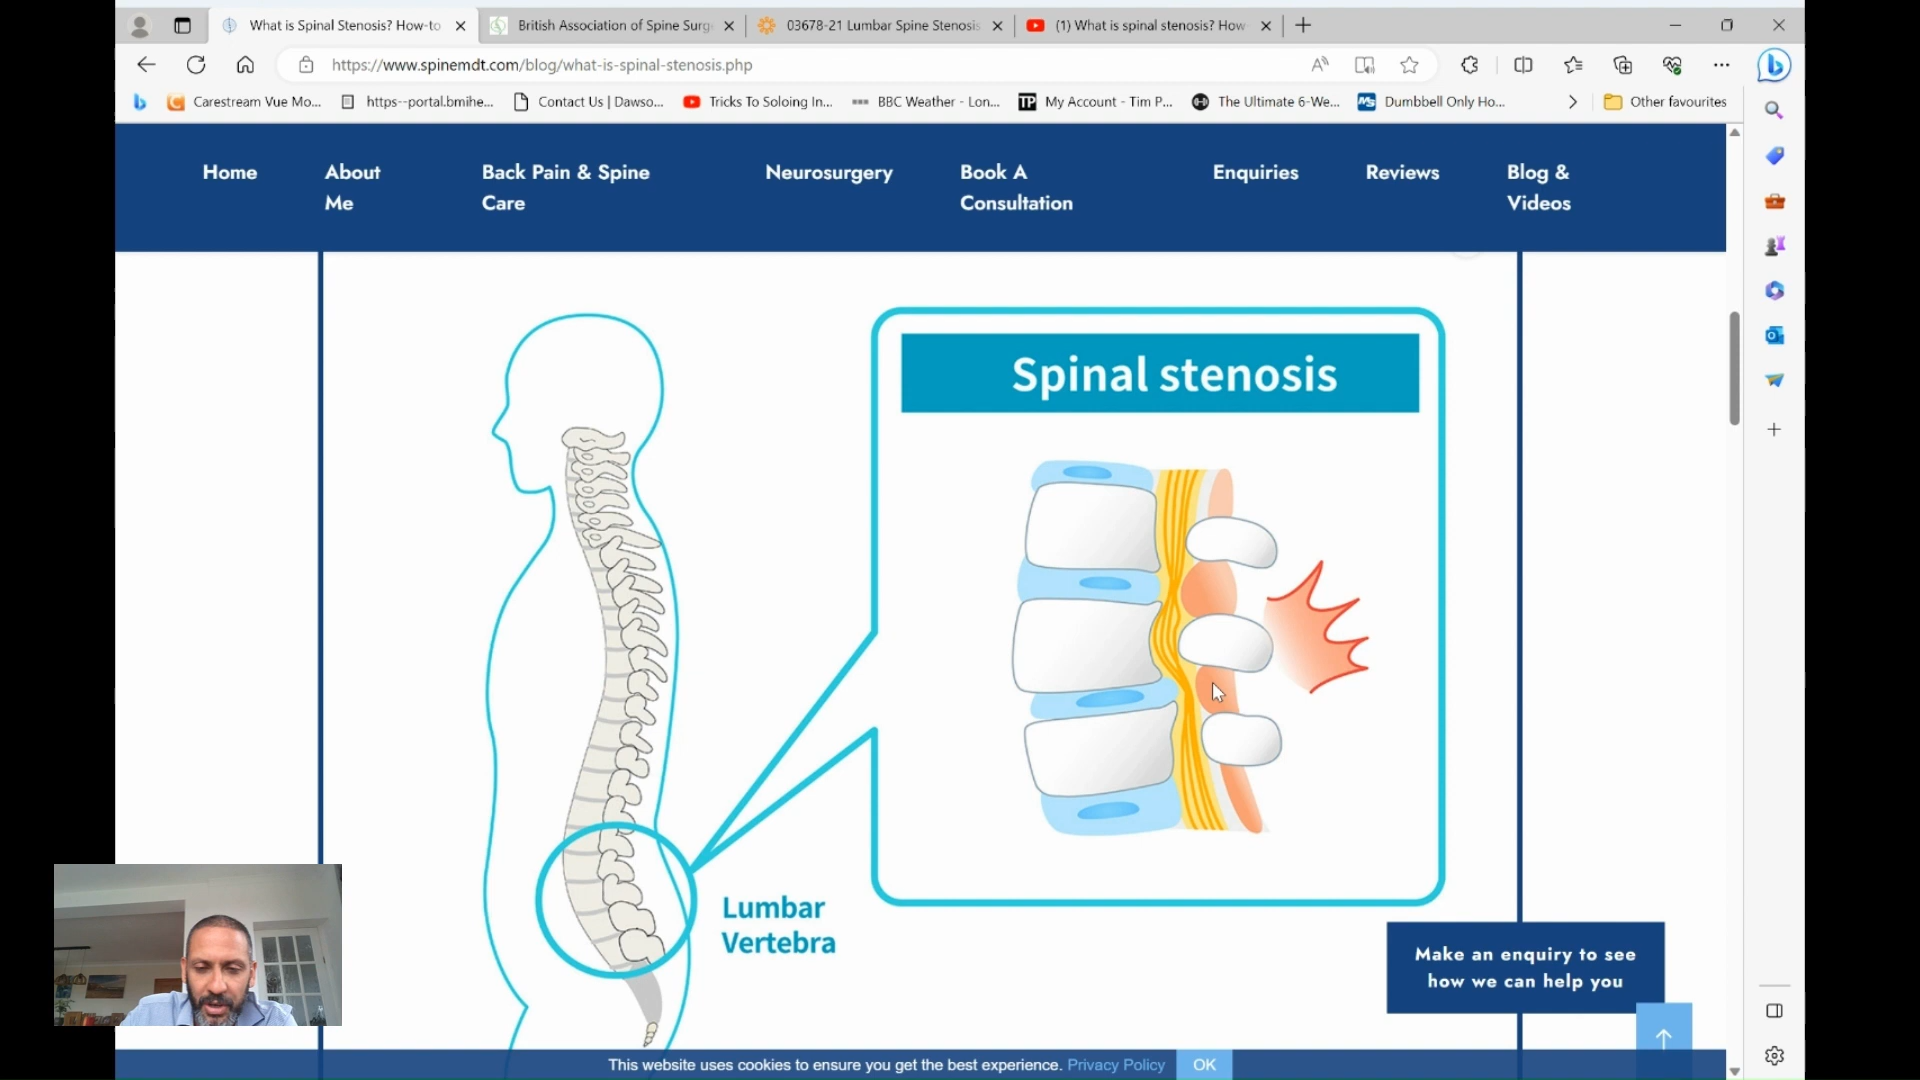 What is Spinal Stenosis? How-to
British Association of Spine Surg
03678-21 Lumbar Spine Stenosis
(1) What is spinal stenosis? How
https://www.spinemdt.com/blog/what-is-spinal-stenosis.php
Carestream Vue Mo...
https--portal.bmihe...
Contact Us | Dawso...
Tricks To Soloing In...
BBC Weather - Lon...
TP
My Account - Tim P...
The Ultimate 6-We...
Dumbbell Only Ho...
Other favourites
Home
About
Me
Back Pain & Spine
Care
Neurosurgery
Book A
Consultation
Enquiries
Reviews
Blog &
Videos
Spinal stenosis
Lumbar
Vertebra
Make an enquiry to see
how we can help you
This website uses cookies to ensure you get the best experience. Privacy Policy OK